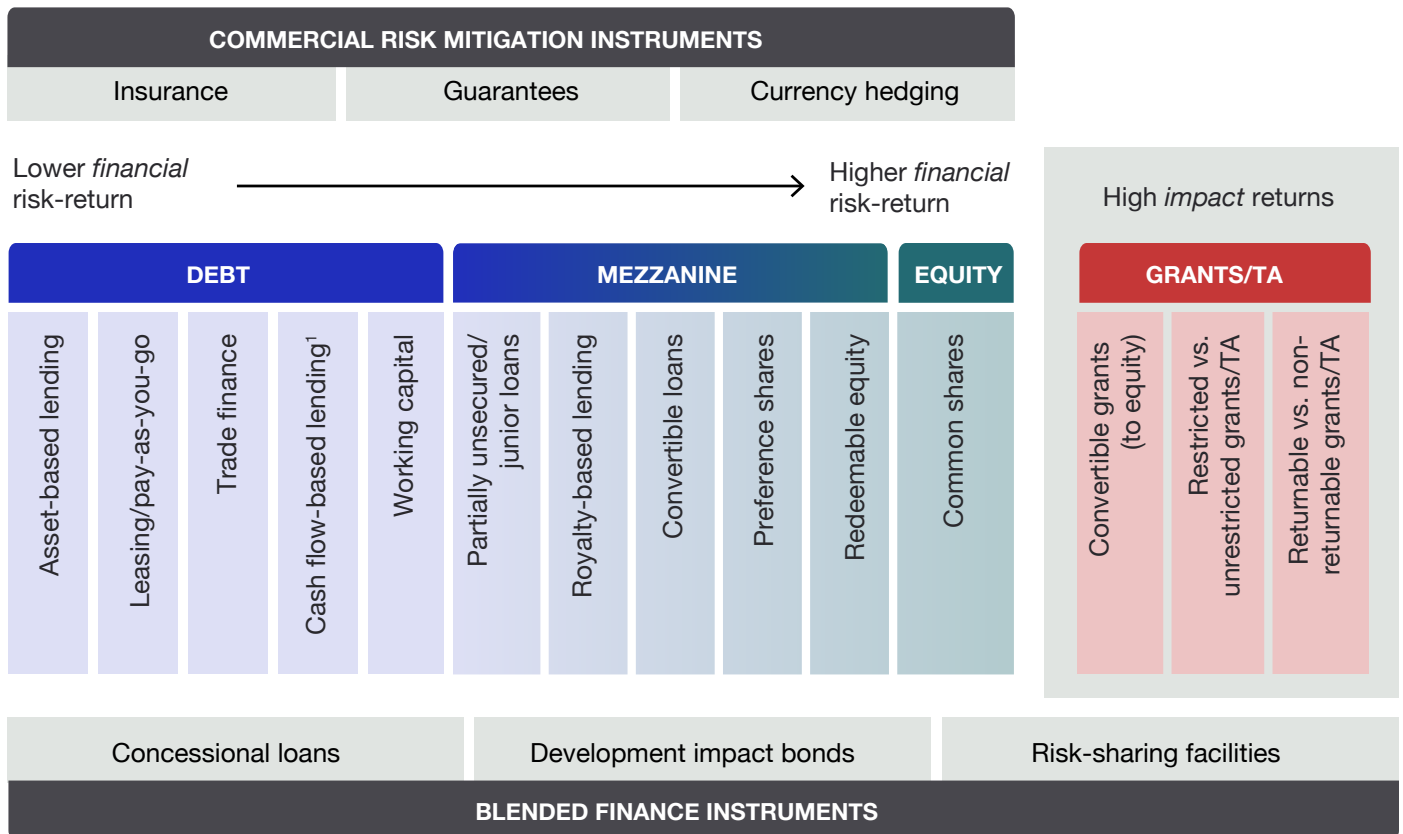 COMMERCIAL RISK MITIGATION INSTRUMENTS
Insurance
Guarantees
Currency hedging
Lower financial
risk-return
Higher financial
risk-return
High impact returns
DEBT
MEZZANINE
EQUITY
GRANTS/TA
Asset-based lending
Leasing/pay-as-you-go
Trade finance
Cash flow-based lending¹
Working capital
Partially unsecured/
junior loans
Royalty-based lending
Convertible loans
Preference shares
Redeemable equity
Common shares
Convertible grants
(to equity)
Restricted vs.
unrestricted grants/TA
Returnable vs. non-
returnable grants/TA
Concessional loans
Development impact bonds
Risk-sharing facilities
BLENDED FINANCE INSTRUMENTS